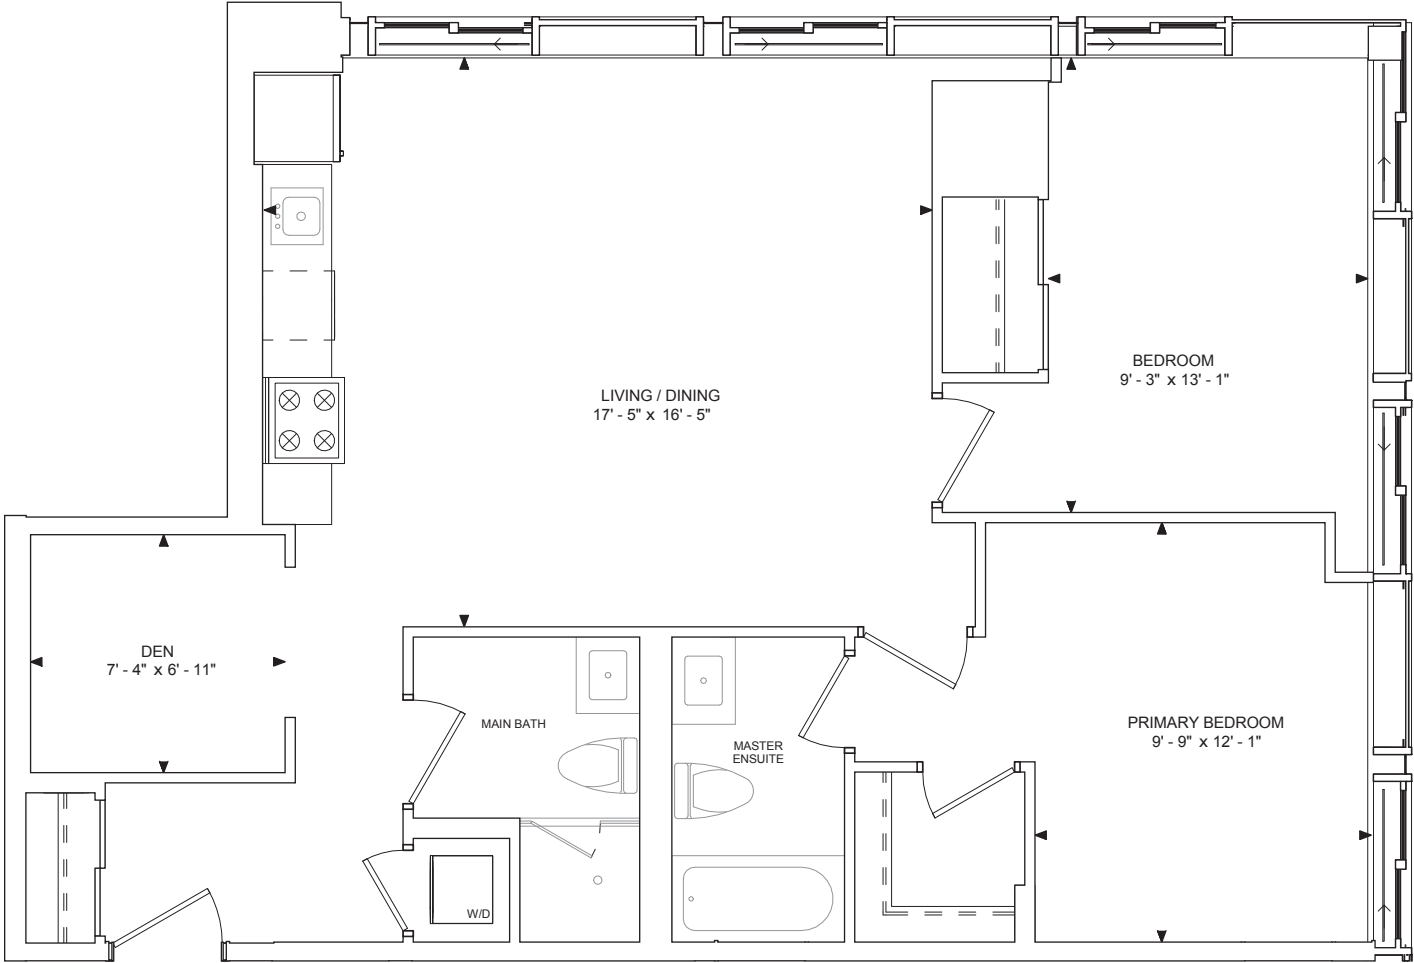 BEDROOM
9' - 3" x 13' - 1"
LIVING / DINING
17' - 5" x 16' - 5"
DEN
7' - 4" x 6' - 11"
MAIN BATH
MASTER
ENSUITE
PRIMARY BEDROOM
9' - 9" x 12' - 1"
W/D